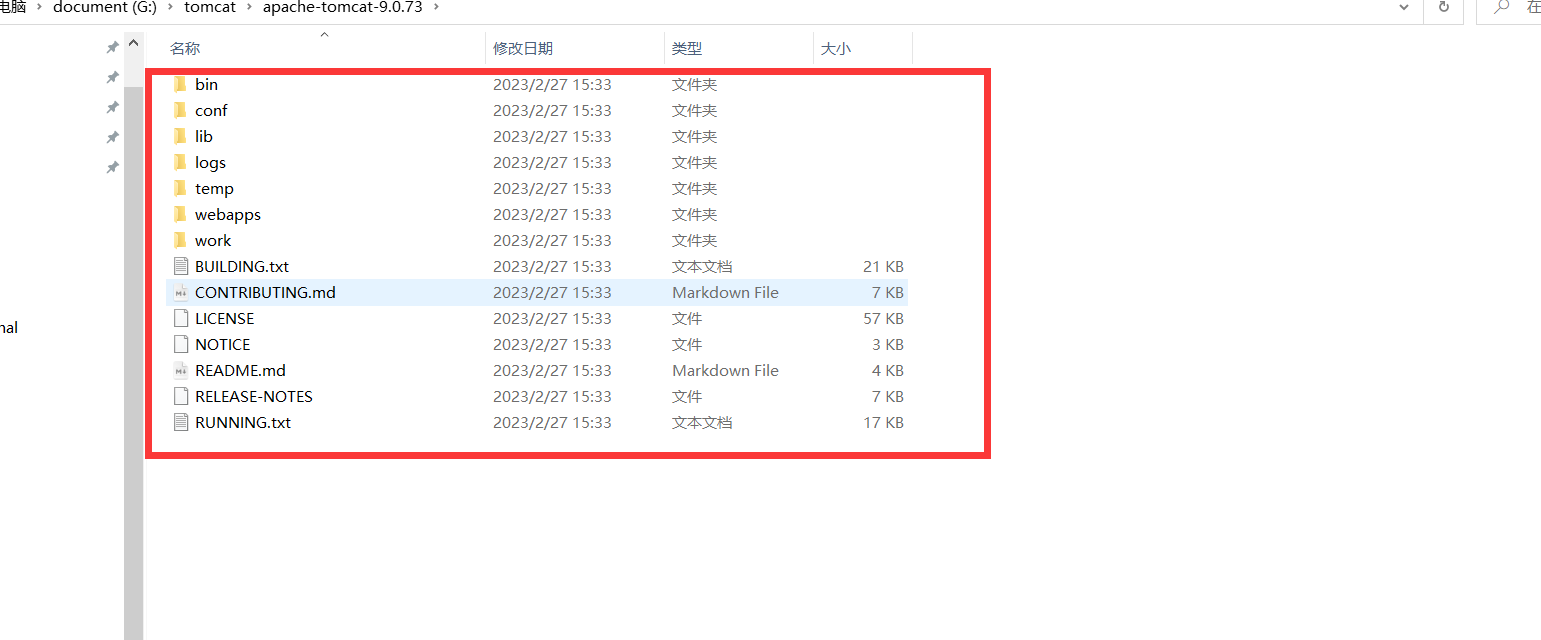 电脑 › document (G:) › tomcat › apache-tomcat-9.0.73 ›
在
名称 修改日期 类型 大小
bin 2023/2/27 15:33 文件夹
conf 2023/2/27 15:33 文件夹
lib 2023/2/27 15:33 文件夹
logs 2023/2/27 15:33 文件夹
temp 2023/2/27 15:33 文件夹
webapps 2023/2/27 15:33 文件夹
work 2023/2/27 15:33 文件夹
BUILDING.txt 2023/2/27 15:33 文本文档 21 KB
CONTRIBUTING.md 2023/2/27 15:33 Markdown File 7 KB
LICENSE 2023/2/27 15:33 文件 57 KB
nal
NOTICE 2023/2/27 15:33 文件 3 KB
README.md 2023/2/27 15:33 Markdown File 4 KB
RELEASE-NOTES 2023/2/27 15:33 文件 7 KB
RUNNING.txt 2023/2/27 15:33 文本文档 17 KB